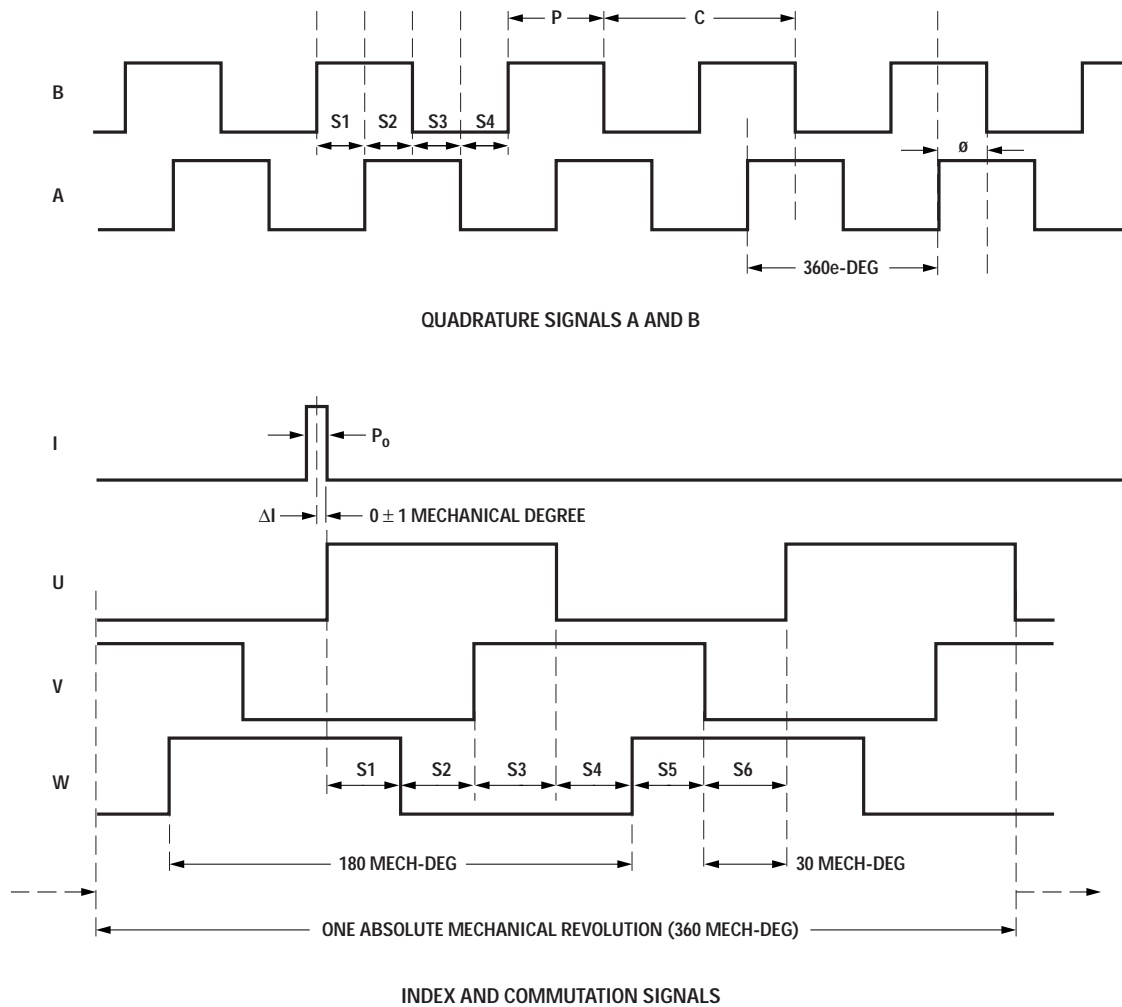 P C
B
S1 S2 S3 S4
ø
A
360e-DEG
QUADRATURE SIGNALS A AND B
I
P₀
ΔI 0 ± 1 MECHANICAL DEGREE
U
V
W
S1 S2 S3 S4 S5 S6
180 MECH-DEG 30 MECH-DEG
ONE ABSOLUTE MECHANICAL REVOLUTION (360 MECH-DEG)
INDEX AND COMMUTATION SIGNALS